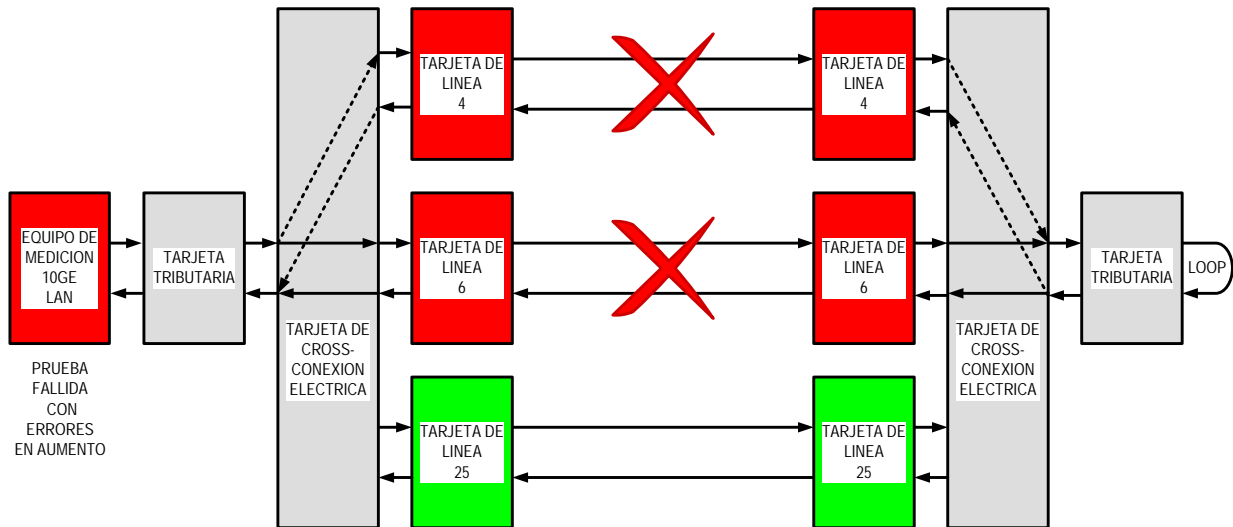 TARJETA DE
LINEA
4
TARJETA DE
LINEA
4
EQUIPO DE
MEDICION
10GE
LAN
TARJETA
TRIBUTARIA
TARJETA DE
LINEA
6
TARJETA DE
LINEA
6
TARJETA
TRIBUTARIA
LOOP
TARJETA DE
CROSS-
CONEXION
ELECTRICA
TARJETA DE
CROSS-
CONEXION
ELECTRICA
PRUEBA
FALLIDA
CON
ERRORES
EN AUMENTO
TARJETA DE
LINEA
25
TARJETA DE
LINEA
25